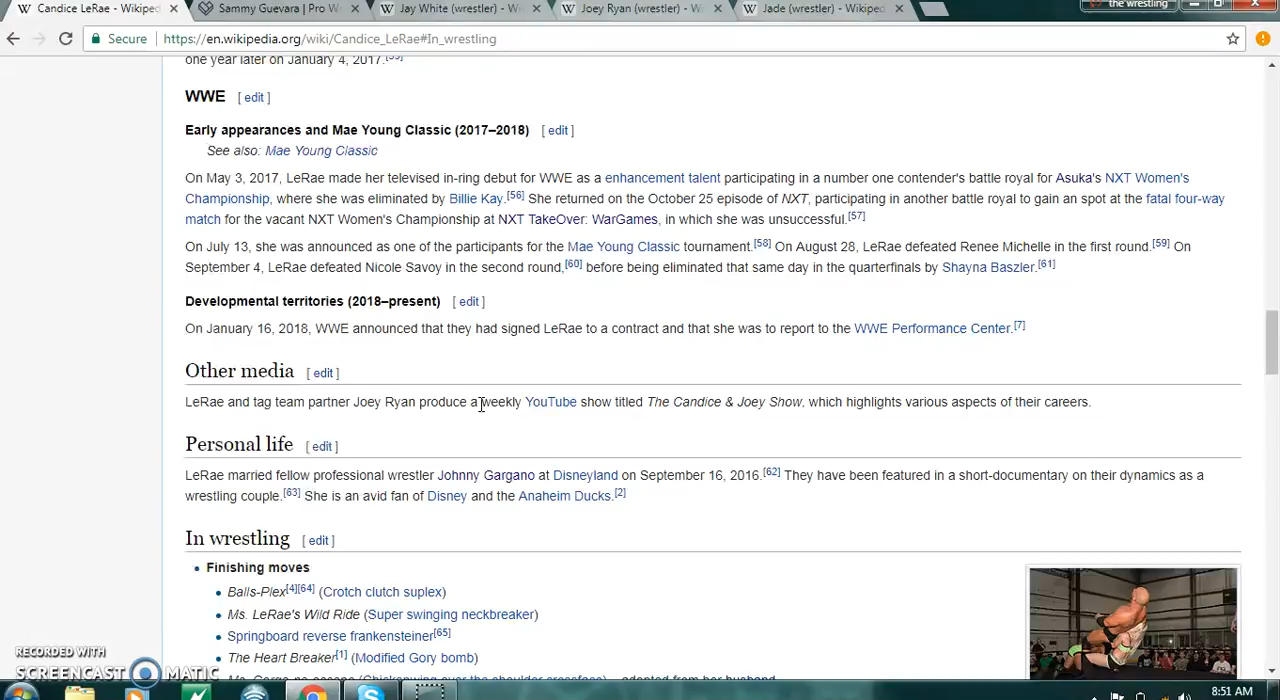 Candice LeRae - Wikiped
Sammy Guevara | Pro W
Jay White (wrestler) - W
Joey Ryan (wrestler) - W
Jade (wrestler) - Wikiped
the wrestling
Secure | https://en.wikipedia.org/wiki/Candice_LeRae#In_wrestling
one year later on January 4, 2017.
WWE [ edit ]
Early appearances and Mae Young Classic (2017–2018) [ edit ]
See also: Mae Young Classic
On May 3, 2017, LeRae made her televised in-ring debut for WWE as a enhancement talent participating in a number one contender's battle royal for Asuka's NXT Women's
Championship, where she was eliminated by Billie Kay.[56] She returned on the October 25 episode of NXT, participating in another battle royal to gain an spot at the fatal four-way
match for the vacant NXT Women's Championship at NXT TakeOver: WarGames, in which she was unsuccessful.[57]
On July 13, she was announced as one of the participants for the Mae Young Classic tournament.[58] On August 28, LeRae defeated Renee Michelle in the first round.[59] On
September 4, LeRae defeated Nicole Savoy in the second round,[60] before being eliminated that same day in the quarterfinals by Shayna Baszler.[61]
Developmental territories (2018–present) [ edit ]
On January 16, 2018, WWE announced that they had signed LeRae to a contract and that she was to report to the WWE Performance Center.[7]
Other media [ edit ]
LeRae and tag team partner Joey Ryan produce a weekly YouTube show titled The Candice & Joey Show, which highlights various aspects of their careers.
Personal life [ edit ]
LeRae married fellow professional wrestler Johnny Gargano at Disneyland on September 16, 2016.[62] They have been featured in a short-documentary on their dynamics as a
wrestling couple.[63] She is an avid fan of Disney and the Anaheim Ducks.[2]
In wrestling [ edit ]
Finishing moves
Balls-Plex[4][64] (Crotch clutch suplex)
Ms. LeRae's Wild Ride (Super swinging neckbreaker)
Springboard reverse frankensteiner[65]
The Heart Breaker[1] (Modified Gory bomb)
RECORDED WITH
SCREENCAST MATIC
8:51 AM